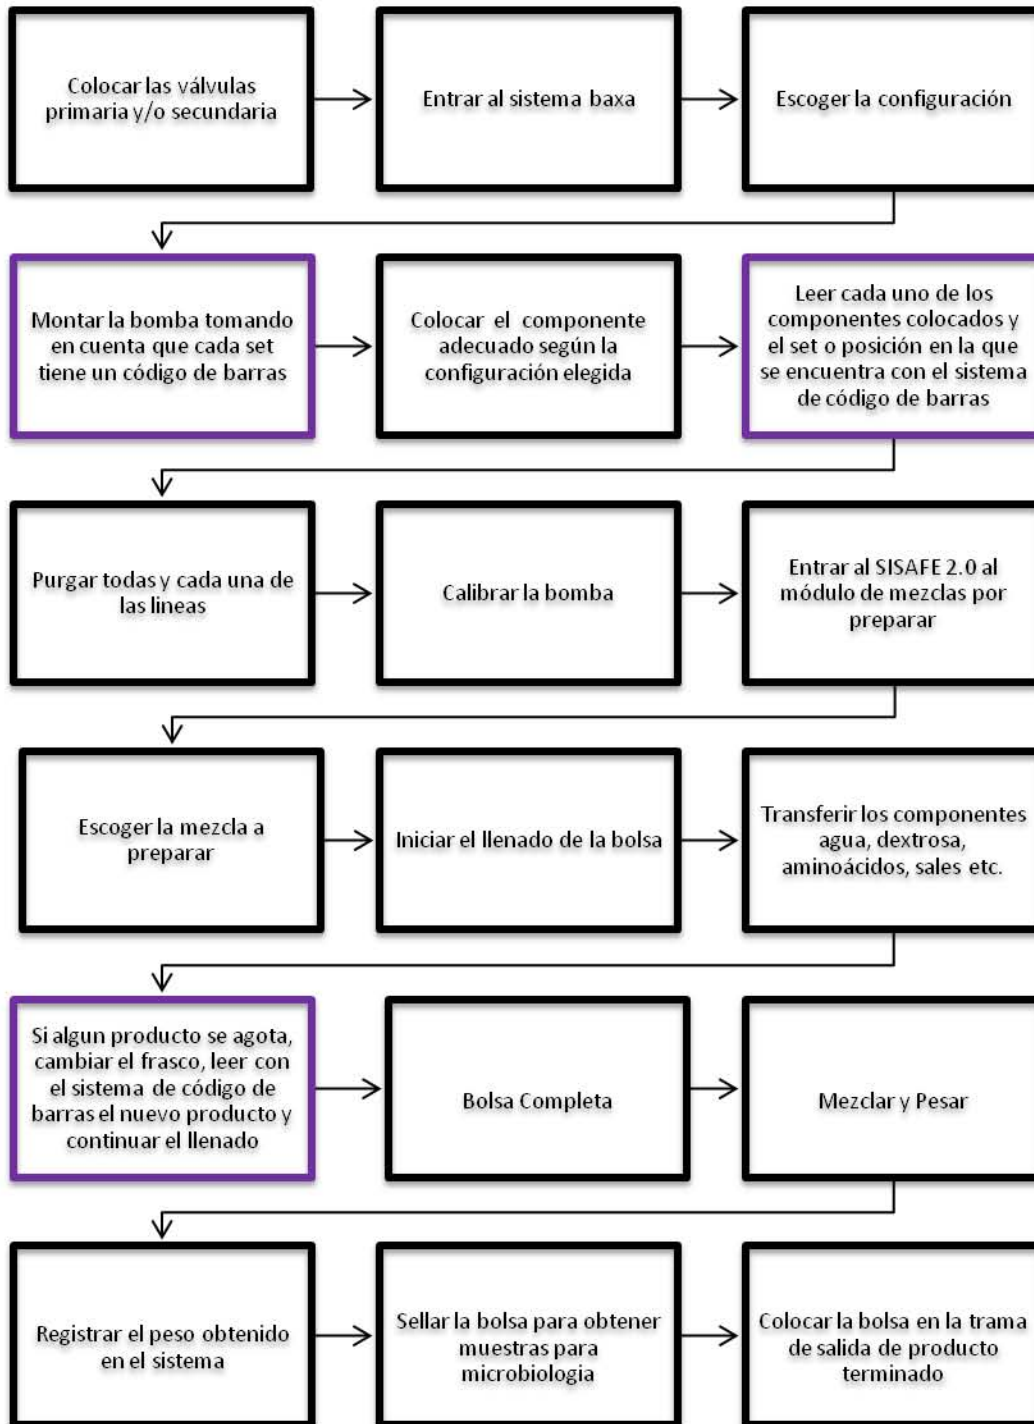 Colocar las válvulas
primaria y/o secundaria
Entrar al sistema baxa
Escoger la configuración
Montar la bomba tomando
en cuenta que cada set
tiene un código de barras
Colocar el componente
adecuado según la
configuración elegida
Leer cada uno de los
componentes colocados y
el set o posición en la que
se encuentra con el sistema
de código de barras
Purgar todas y cada una de
las lineas
Calibrar la bomba
Entrar al SISAFE 2.0 al
módulo de mezclas por
preparar
Escoger la mezcla a
preparar
Iniciar el llenado de la bolsa
Transferir los componentes
agua, dextrosa,
aminoácidos, sales etc.
Si algun producto se agota,
cambiar el frasco, leer con
el sistema de código de
barras el nuevo producto y
continuar el llenado
Bolsa Completa
Mezclar y Pesar
Registrar el peso obtenido
en el sistema
Sellar la bolsa para obtener
muestras para
microbiologia
Colocar la bolsa en la trama
de salida de producto
terminado